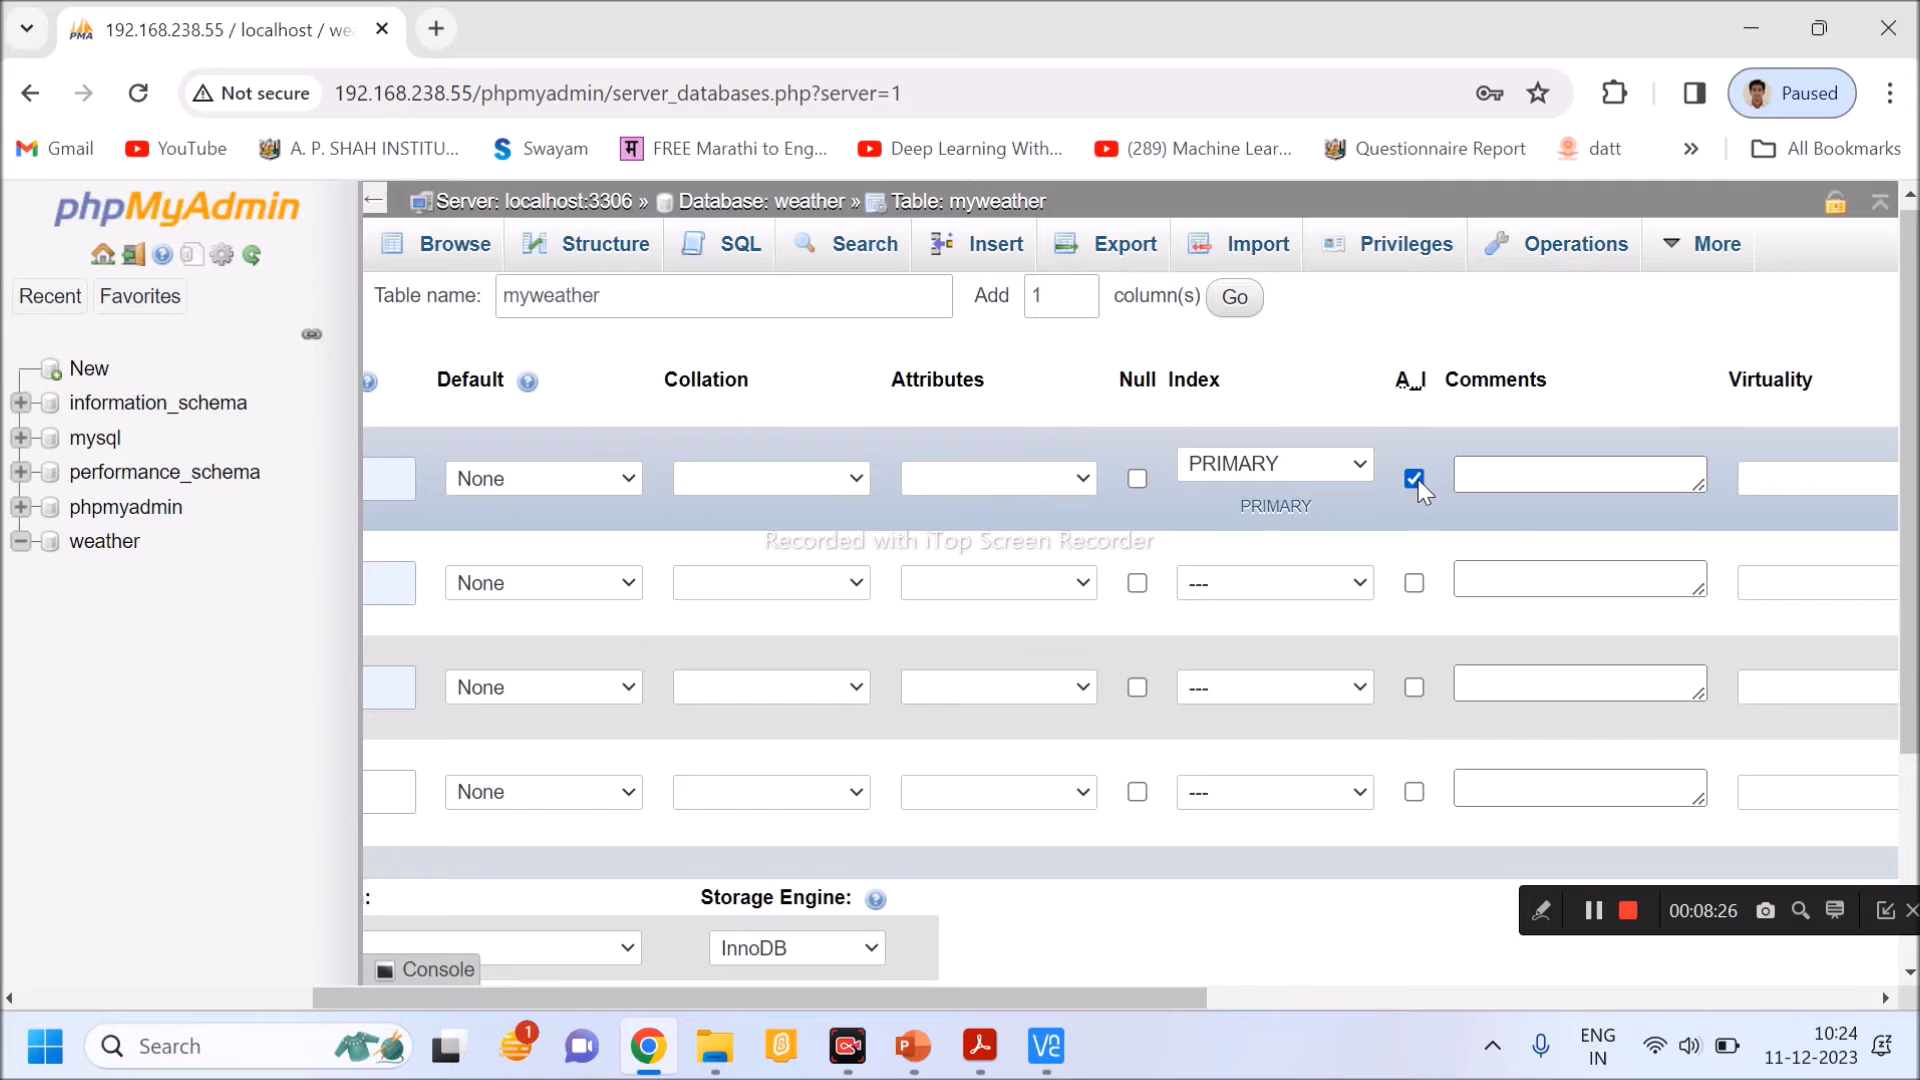 192.168.238.55 / localhost / we
Not secure
192.168.238.55/phpmyadmin/server_databases.php?server=1
Paused
Gmail
YouTube
A. P. SHAH INSTITU...
Swayam
FREE Marathi to Eng...
Deep Learning With...
(289) Machine Lear...
Questionnaire Report
datt
»
All Bookmarks
phpMyAdmin
Recent
Favorites
New
information_schema
mysql
performance_schema
phpmyadmin
weather
Server: localhost:3306 » Database: weather » Table: myweather
Browse
Structure
SQL
Search
Insert
Export
Import
Privileges
Operations
More
Table name: myweather Add 1 column(s) Go
Default Collation Attributes Null Index A_I Comments Virtuality
None PRIMARY
PRIMARY
Recorded with iTop Screen Recorder
None ---
None ---
None ---
: Storage Engine:
InnoDB
Console
00:08:26
Search
1
ENG
IN
10:24
11-12-2023